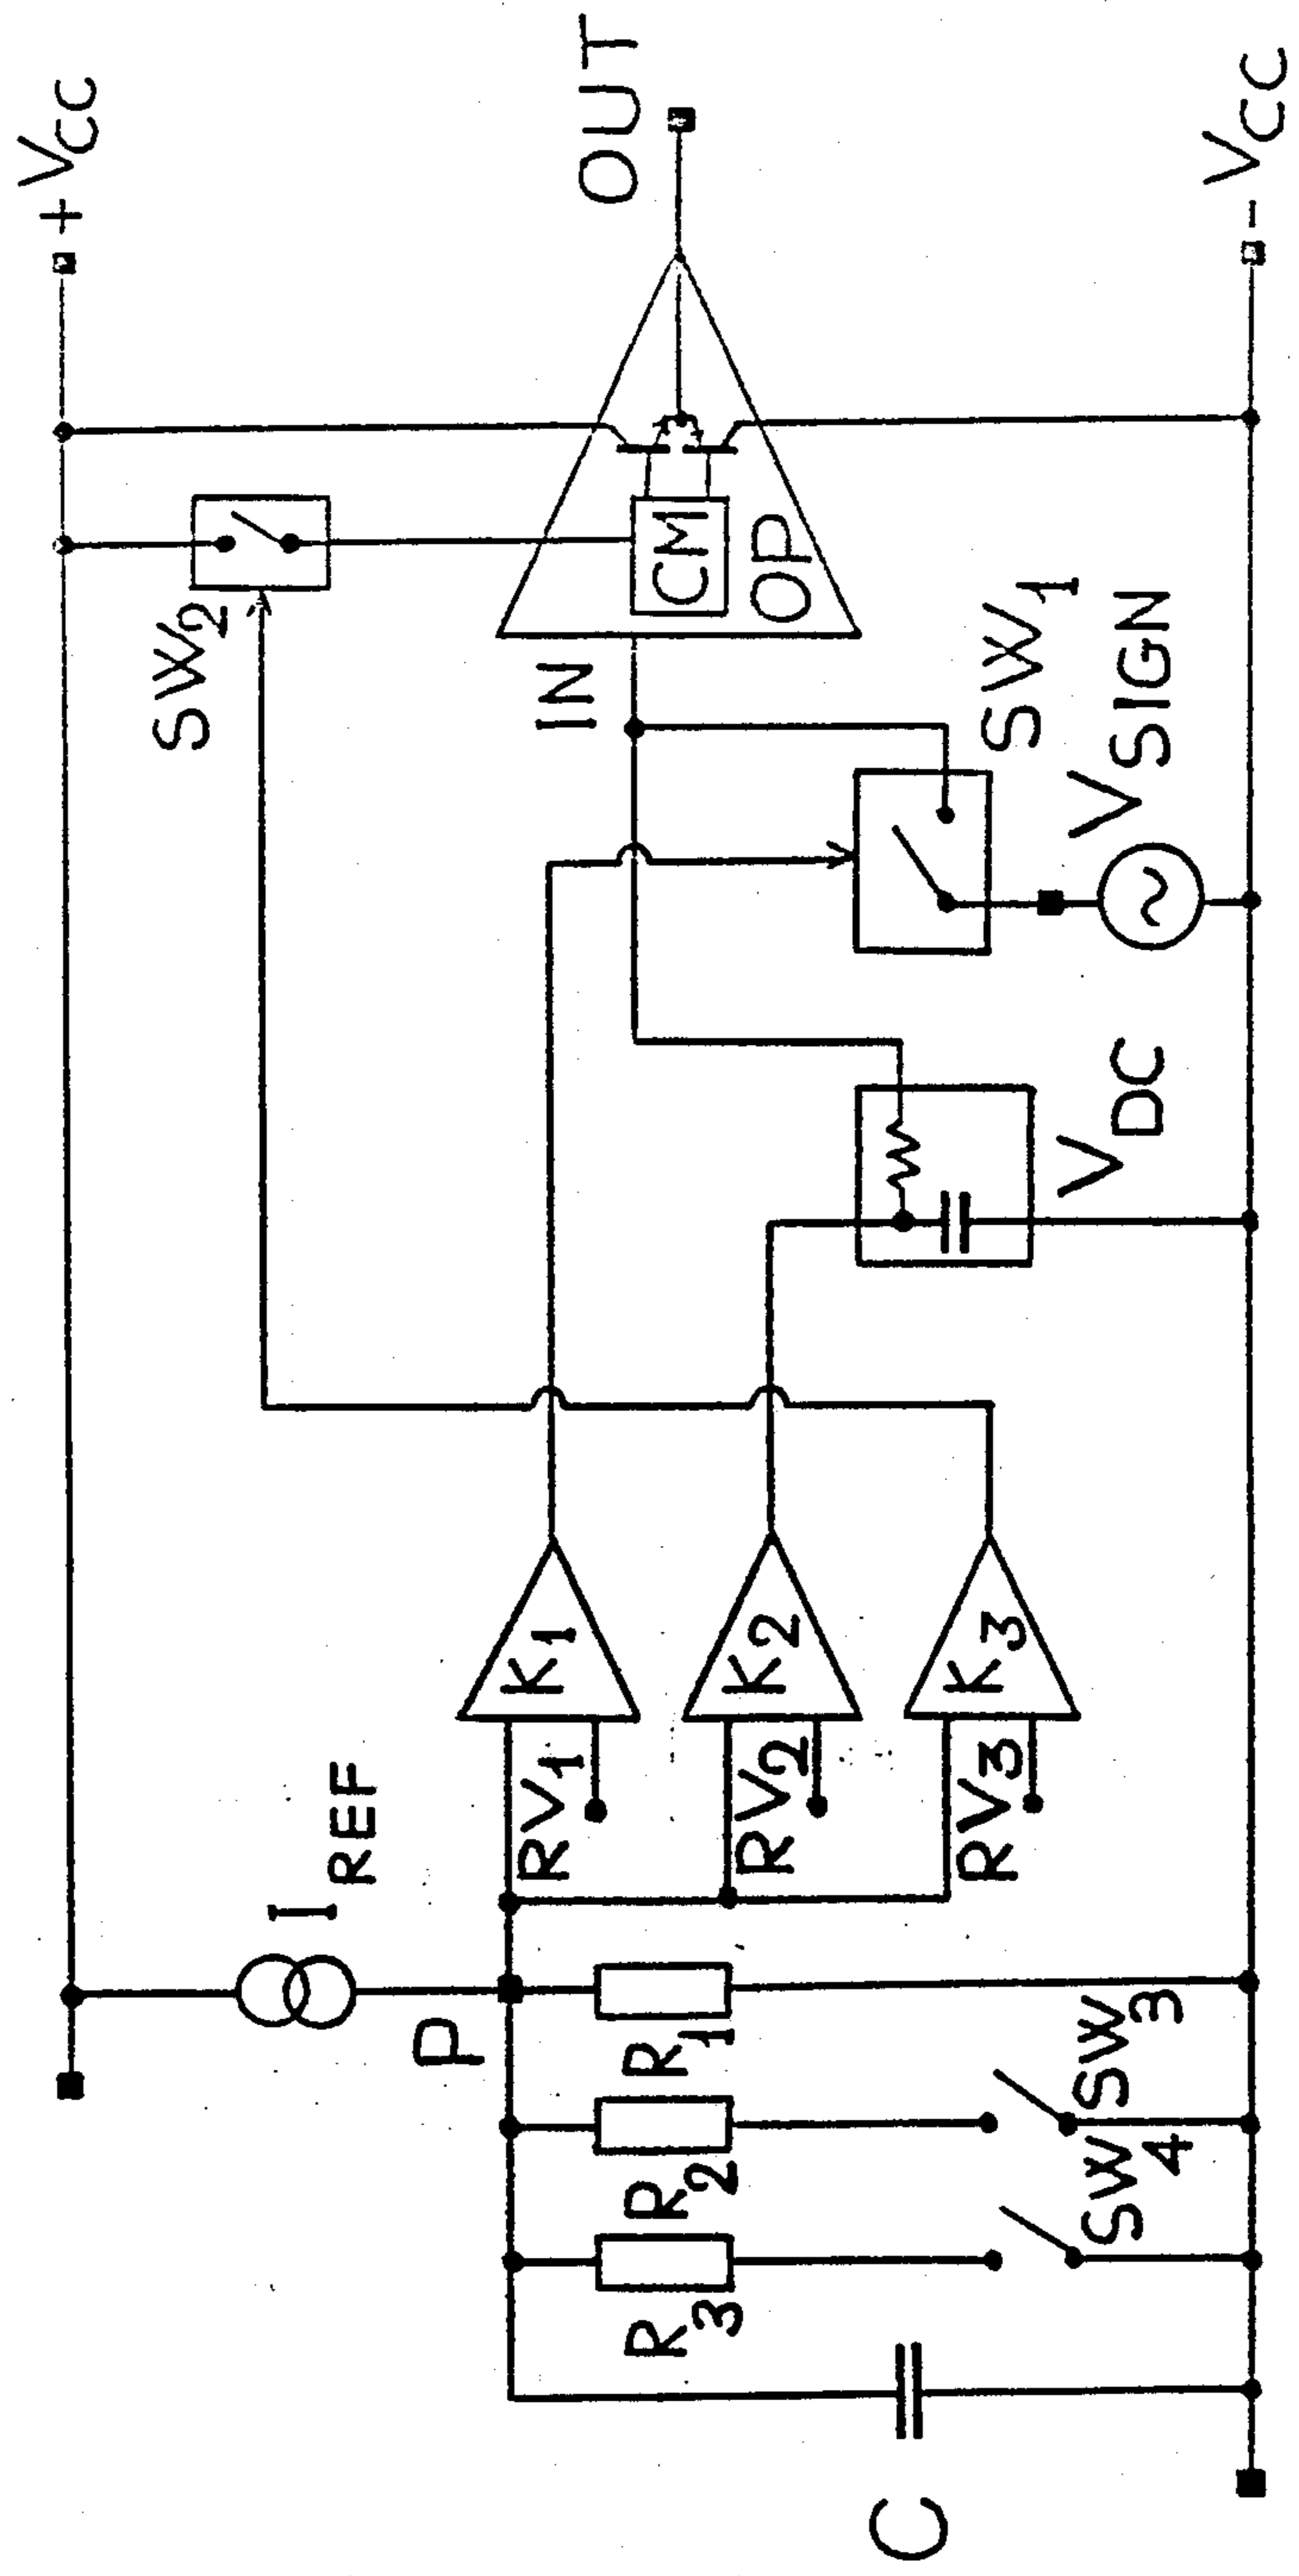 + VCC
SW2
OUT
IN
CM
OP
IREF
P
K1
RV1
K2
RV2
K3
RV3
SW1
VSIGN
VDC
R1
R2
R3
SW3
SW4
C
- VCC